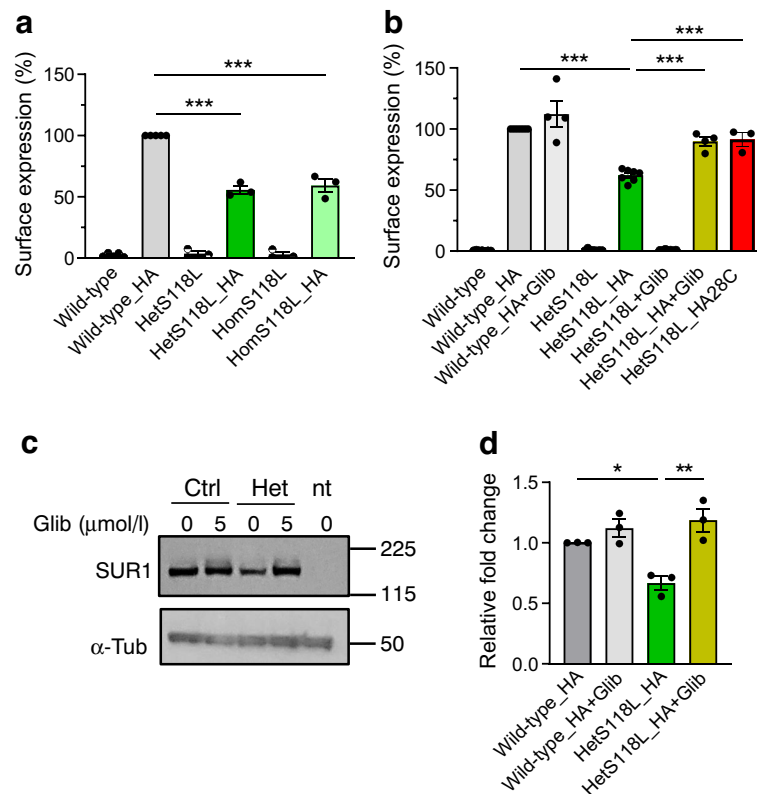 a
Surface expression (%)
150
100
50
0
***
***
Wild-type
Wild-type_HA
HetS118L
HetS118L_HA
HomS118L
HomS118L_HA
b
Surface expression (%)
150
100
50
0
***
***
***
Wild-type
Wild-type_HA
Wild-type_HA+Glib
HetS118L
HetS118L_HA
HetS118L+Glib
HetS118L_HA+Glib
HetS118L_HA28C
c
Ctrl Het nt
Glib (μmol/l) 0 5 0 5 0
SUR1
225
115
α-Tub
50
d
Relative fold change
1.5
1.0
0.5
0.0
*
**
Wild-type_HA
Wild-type_HA+Glib
HetS118L_HA
HetS118L_HA+Glib